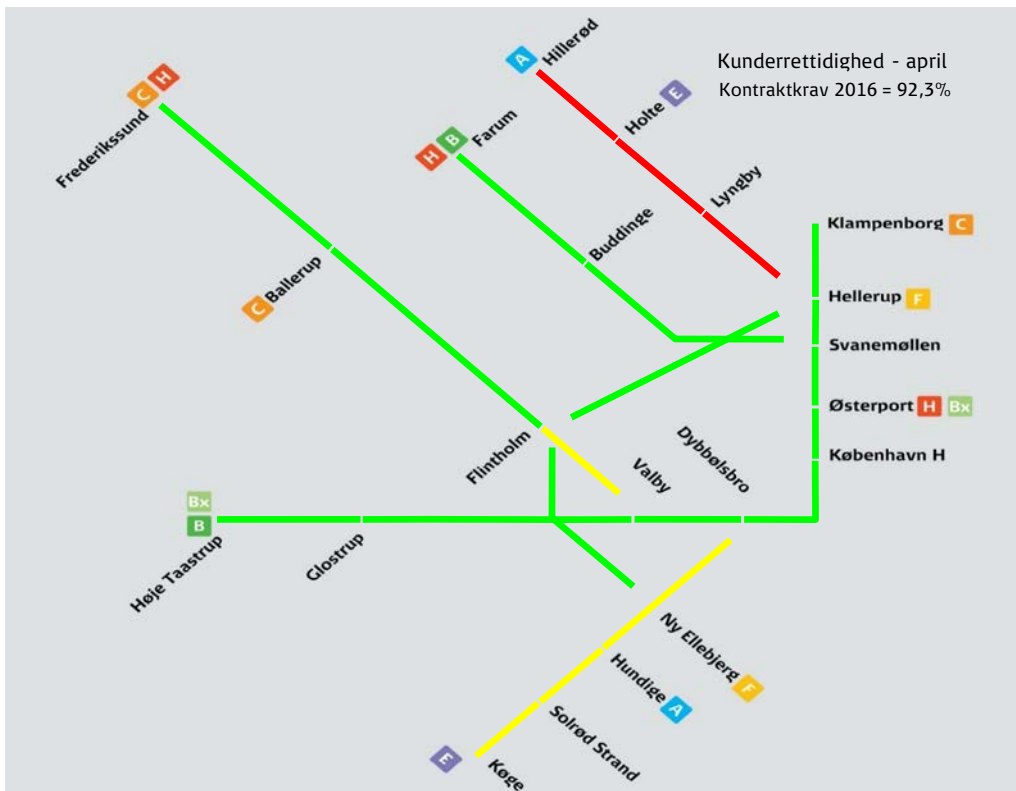 Kunderrettidighed - april
Kontraktkrav 2016 = 92,3%
A
Hillerød
C
H
Frederikssund
Holte
E
H
B
Farum
Lyngby
Buddinge
Klampenborg C
C
Ballerup
Hellerup F
Svanemøllen
Østerport H Bx
Flintholm
Valby
Dybbølsbro
København H
Bx
B
Høje Taastrup
Glostrup
Ny Ellebjerg
F
Hundige
A
Solrød Strand
E
Køge